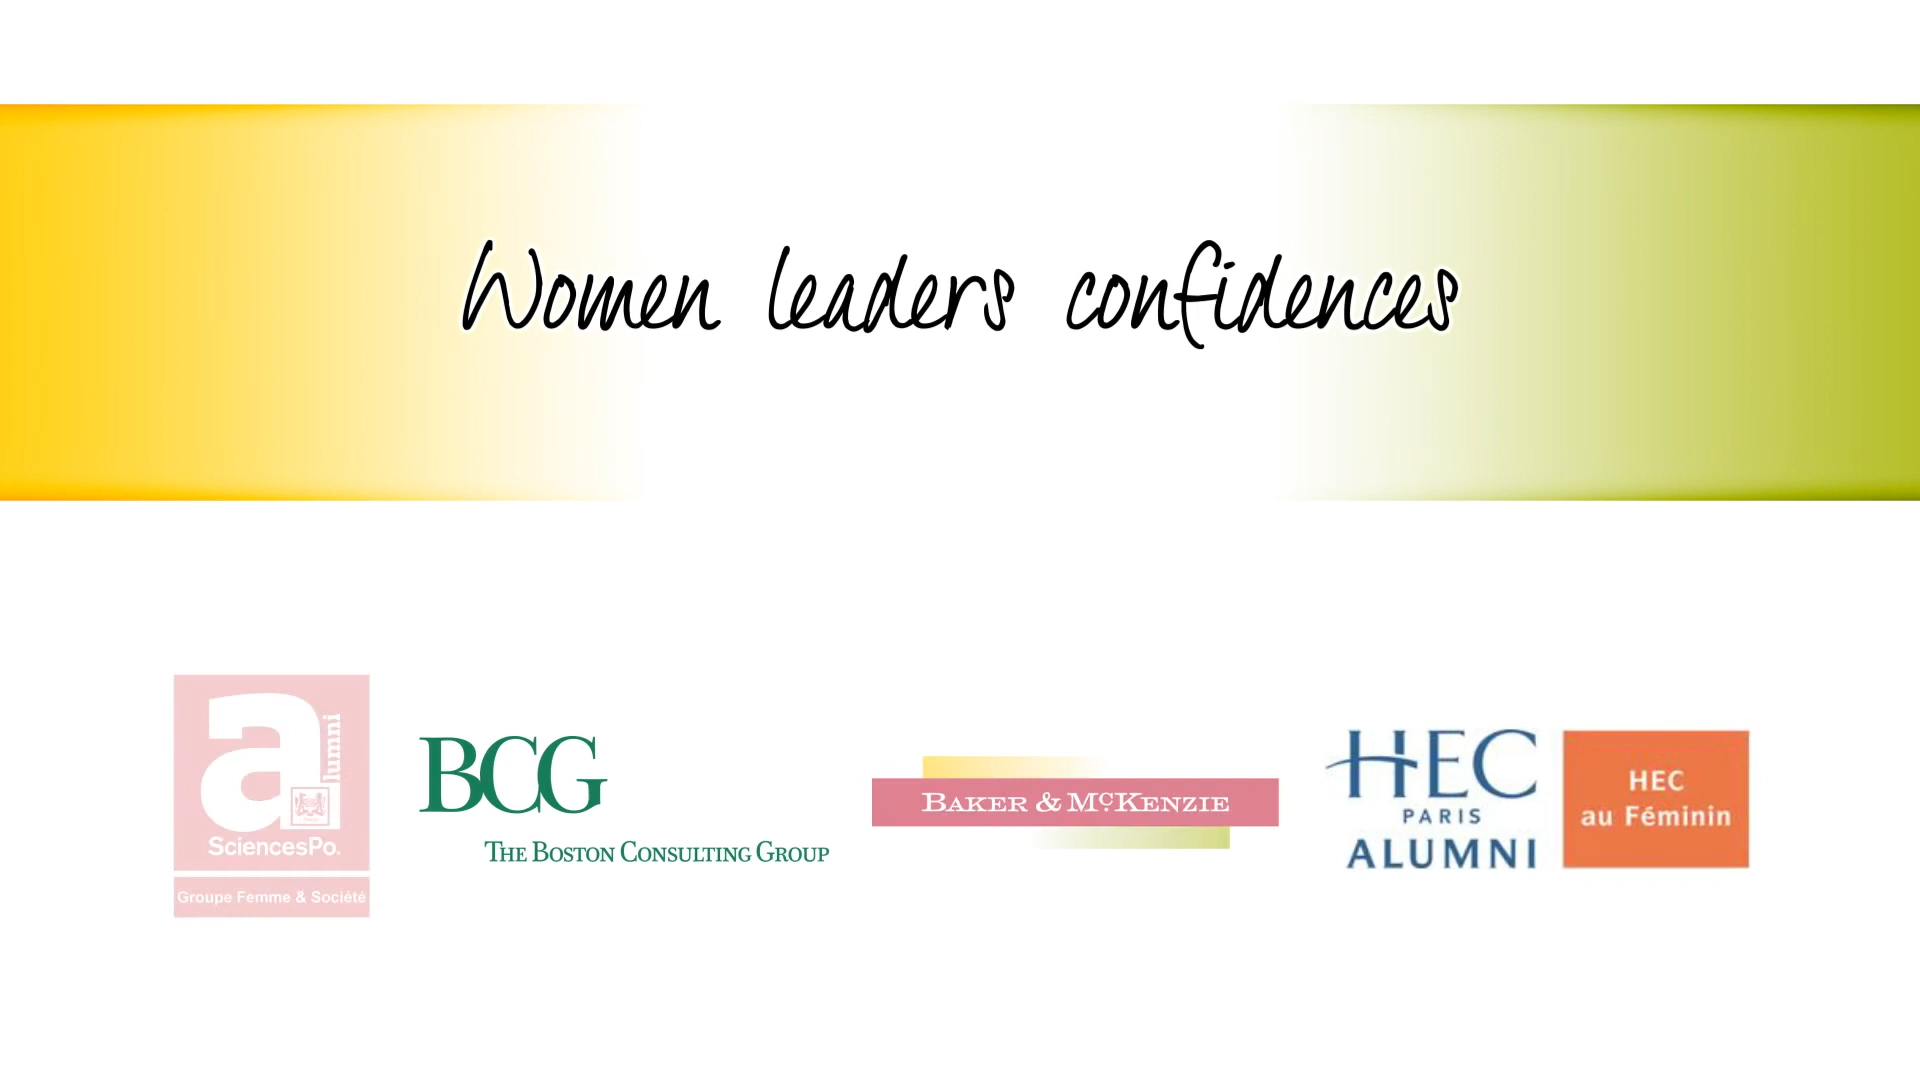 Women leaders confidences
a
lumni
SciencesPo.
Groupe Femme & Société
BCG
THE BOSTON CONSULTING GROUP
BAKER & MCKENZIE
HEC
PARIS
ALUMNI
HEC
au Féminin